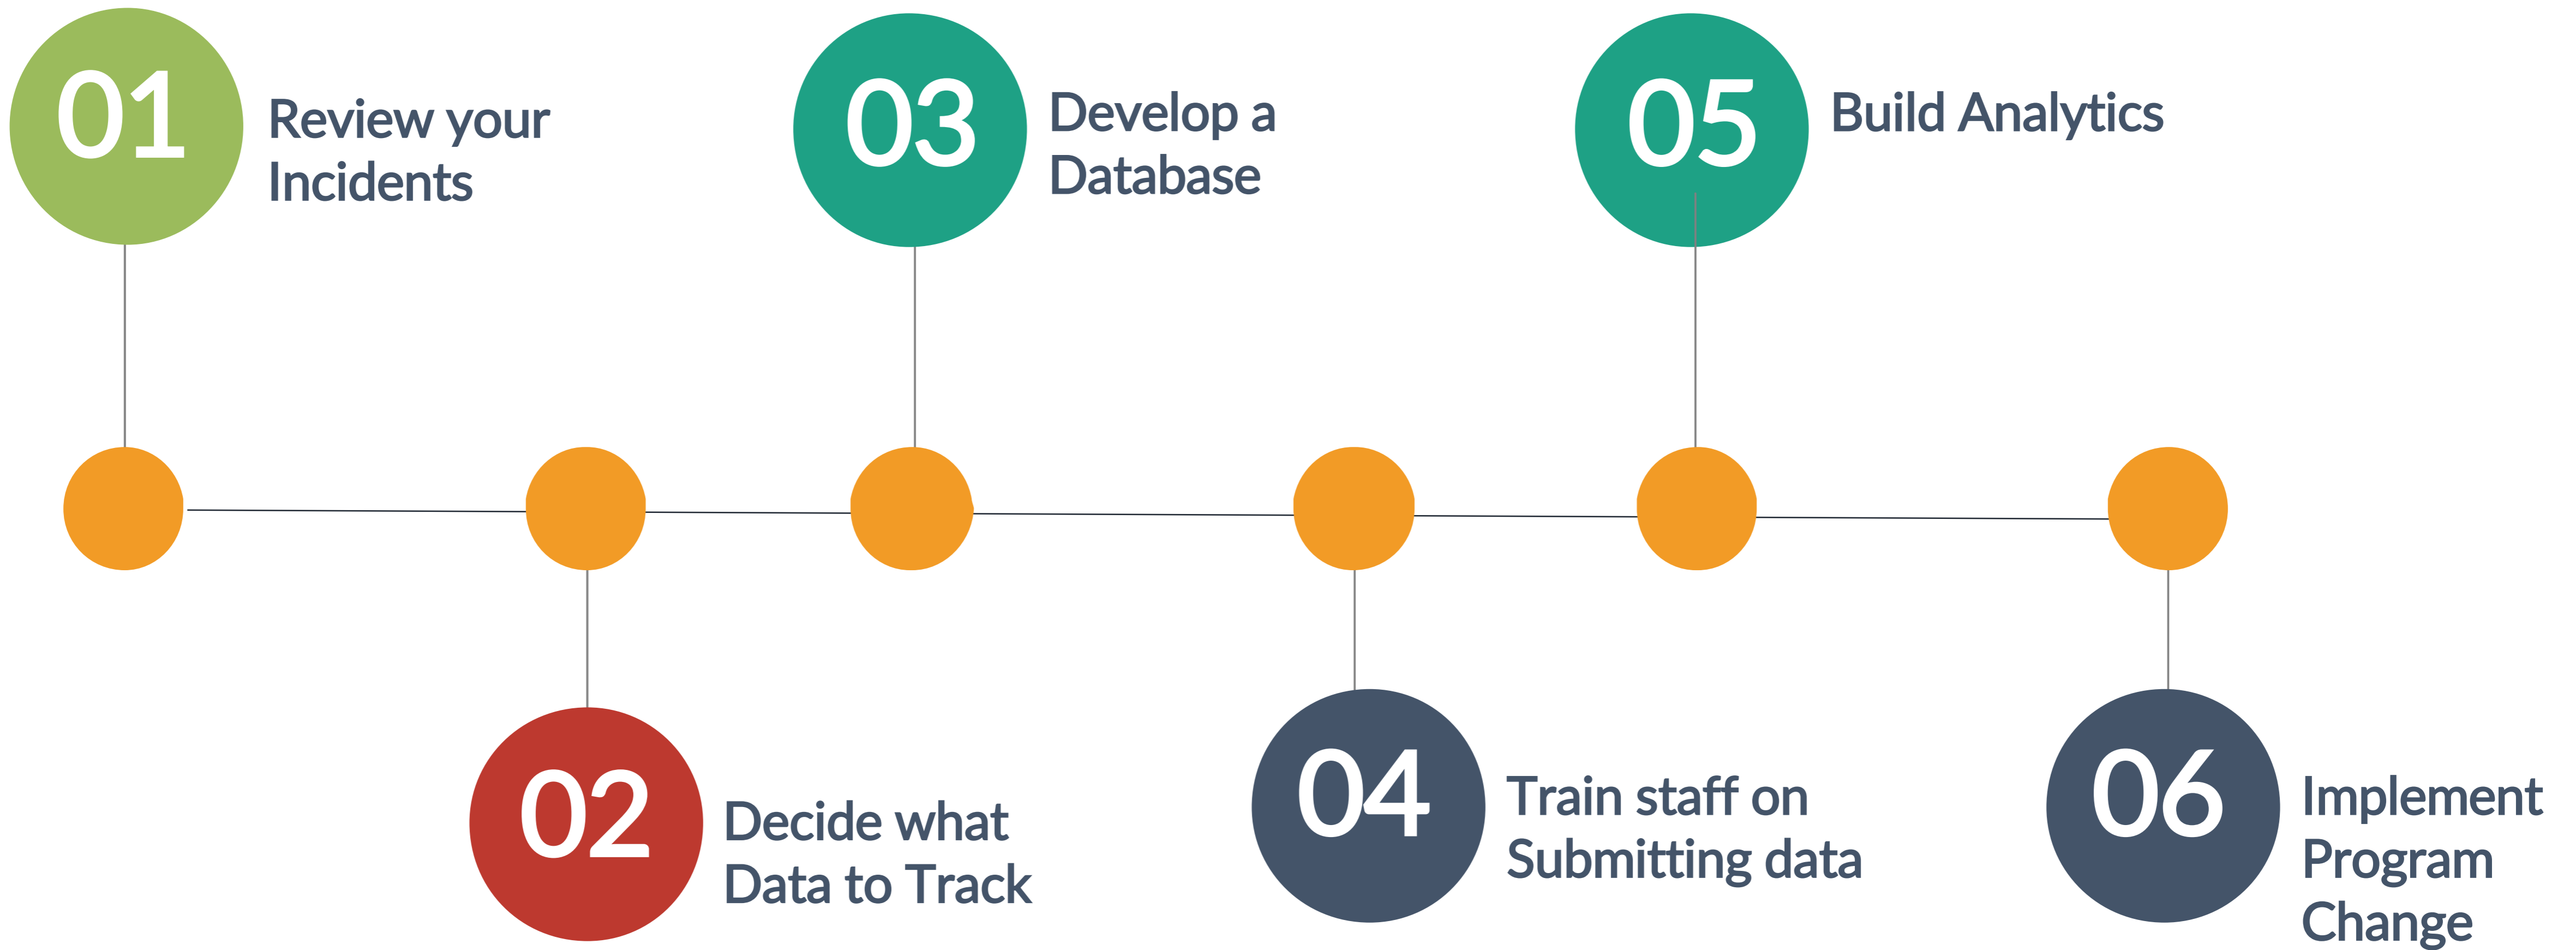 01
Review your
Incidents
02
Decide what
Data to Track
03
Develop a
Database
04
Train staff on
Submitting data
05
Build Analytics
06
Implement
Program
Change